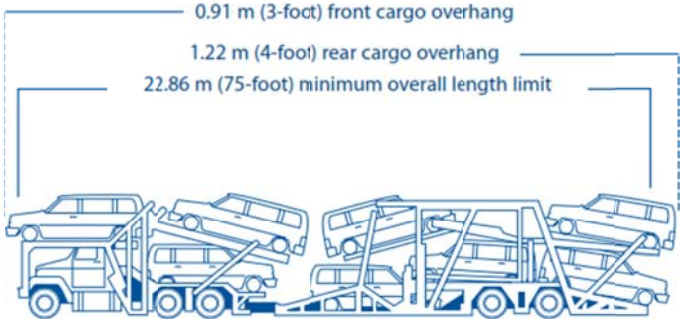 0.91 m (3-foot) front cargo overhang
1.22 m (4-foot) rear cargo overhang
22.86 m (75-foot) minimum overall length limit